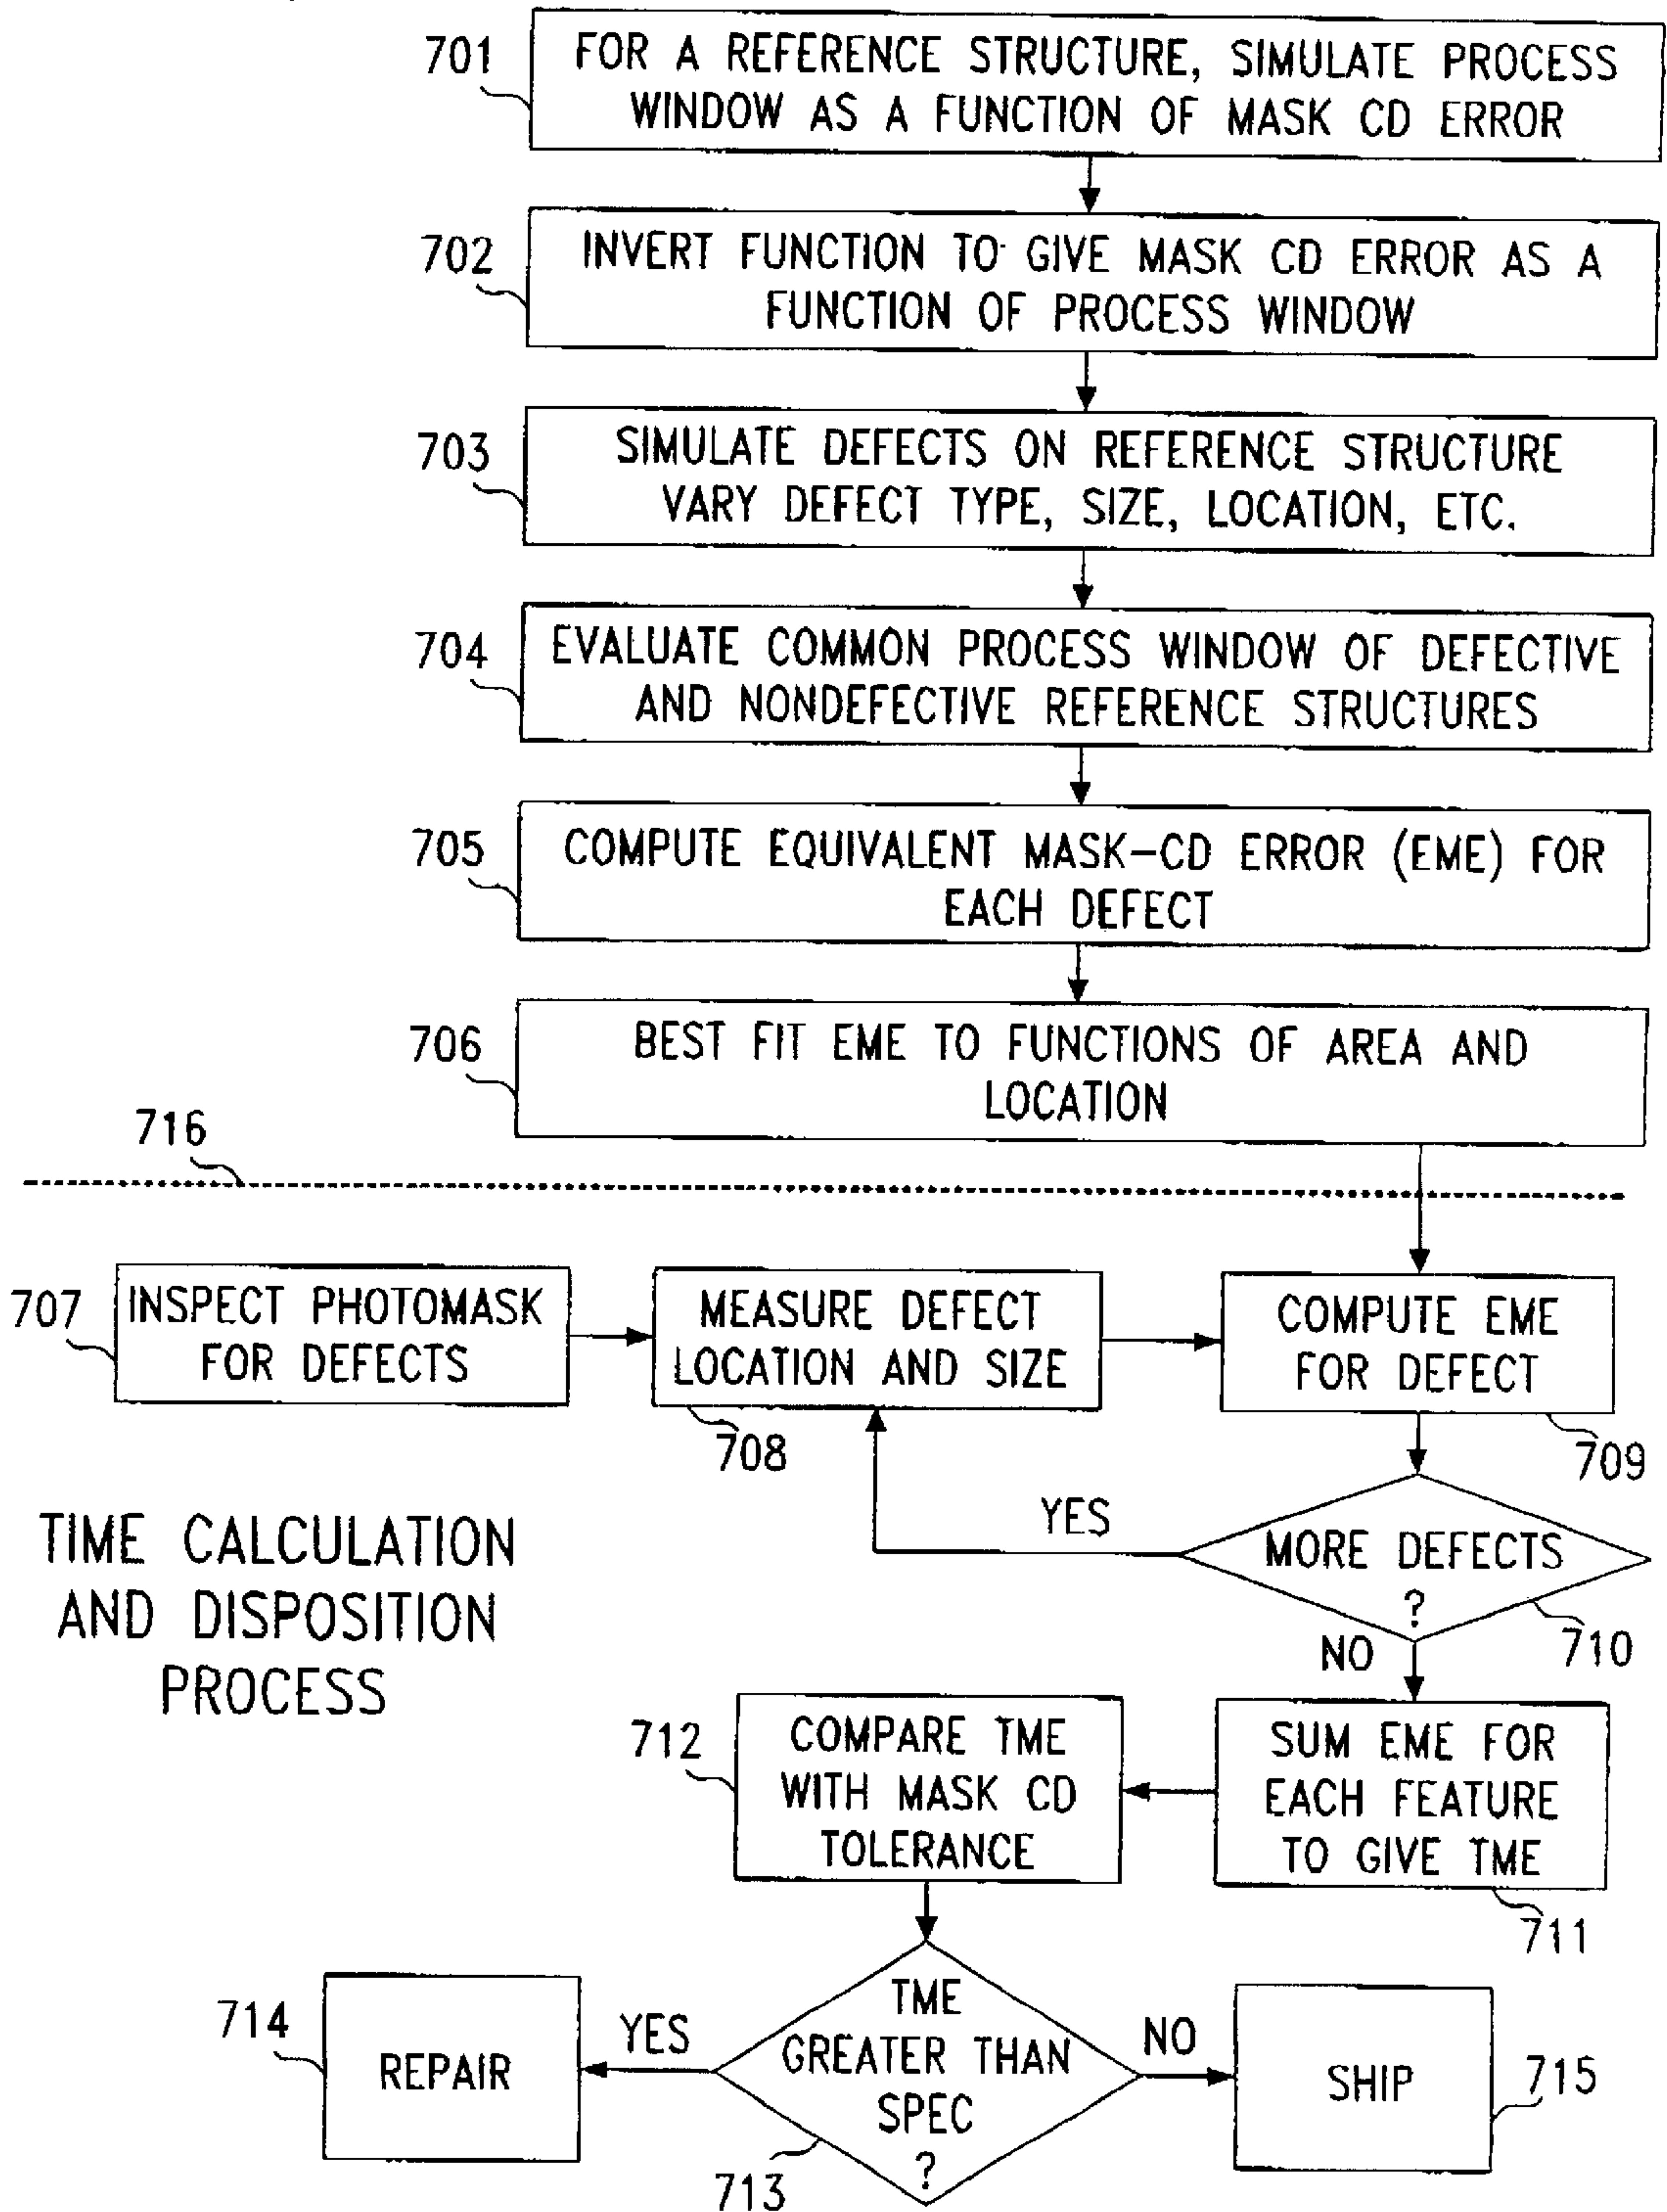 701
FOR A REFERENCE STRUCTURE, SIMULATE PROCESS
WINDOW AS A FUNCTION OF MASK CD ERROR
702
INVERT FUNCTION TO GIVE MASK CD ERROR AS A
FUNCTION OF PROCESS WINDOW
703
SIMULATE DEFECTS ON REFERENCE STRUCTURE
VARY DEFECT TYPE, SIZE, LOCATION, ETC.
704
EVALUATE COMMON PROCESS WINDOW OF DEFECTIVE
AND NONDEFECTIVE REFERENCE STRUCTURES
705
COMPUTE EQUIVALENT MASK-CD ERROR (EME) FOR
EACH DEFECT
706
BEST FIT EME TO FUNCTIONS OF AREA AND
LOCATION
716
707
INSPECT PHOTOMASK
FOR DEFECTS
MEASURE DEFECT
LOCATION AND SIZE
708
COMPUTE EME
FOR DEFECT
709
YES
MORE DEFECTS
?
710
NO
TIME CALCULATION
AND DISPOSITION
PROCESS
712
COMPARE TME
WITH MASK CD
TOLERANCE
SUM EME FOR
EACH FEATURE
TO GIVE TME
711
714
REPAIR
YES
TME
GREATER THAN
SPEC
?
713
NO
SHIP
715